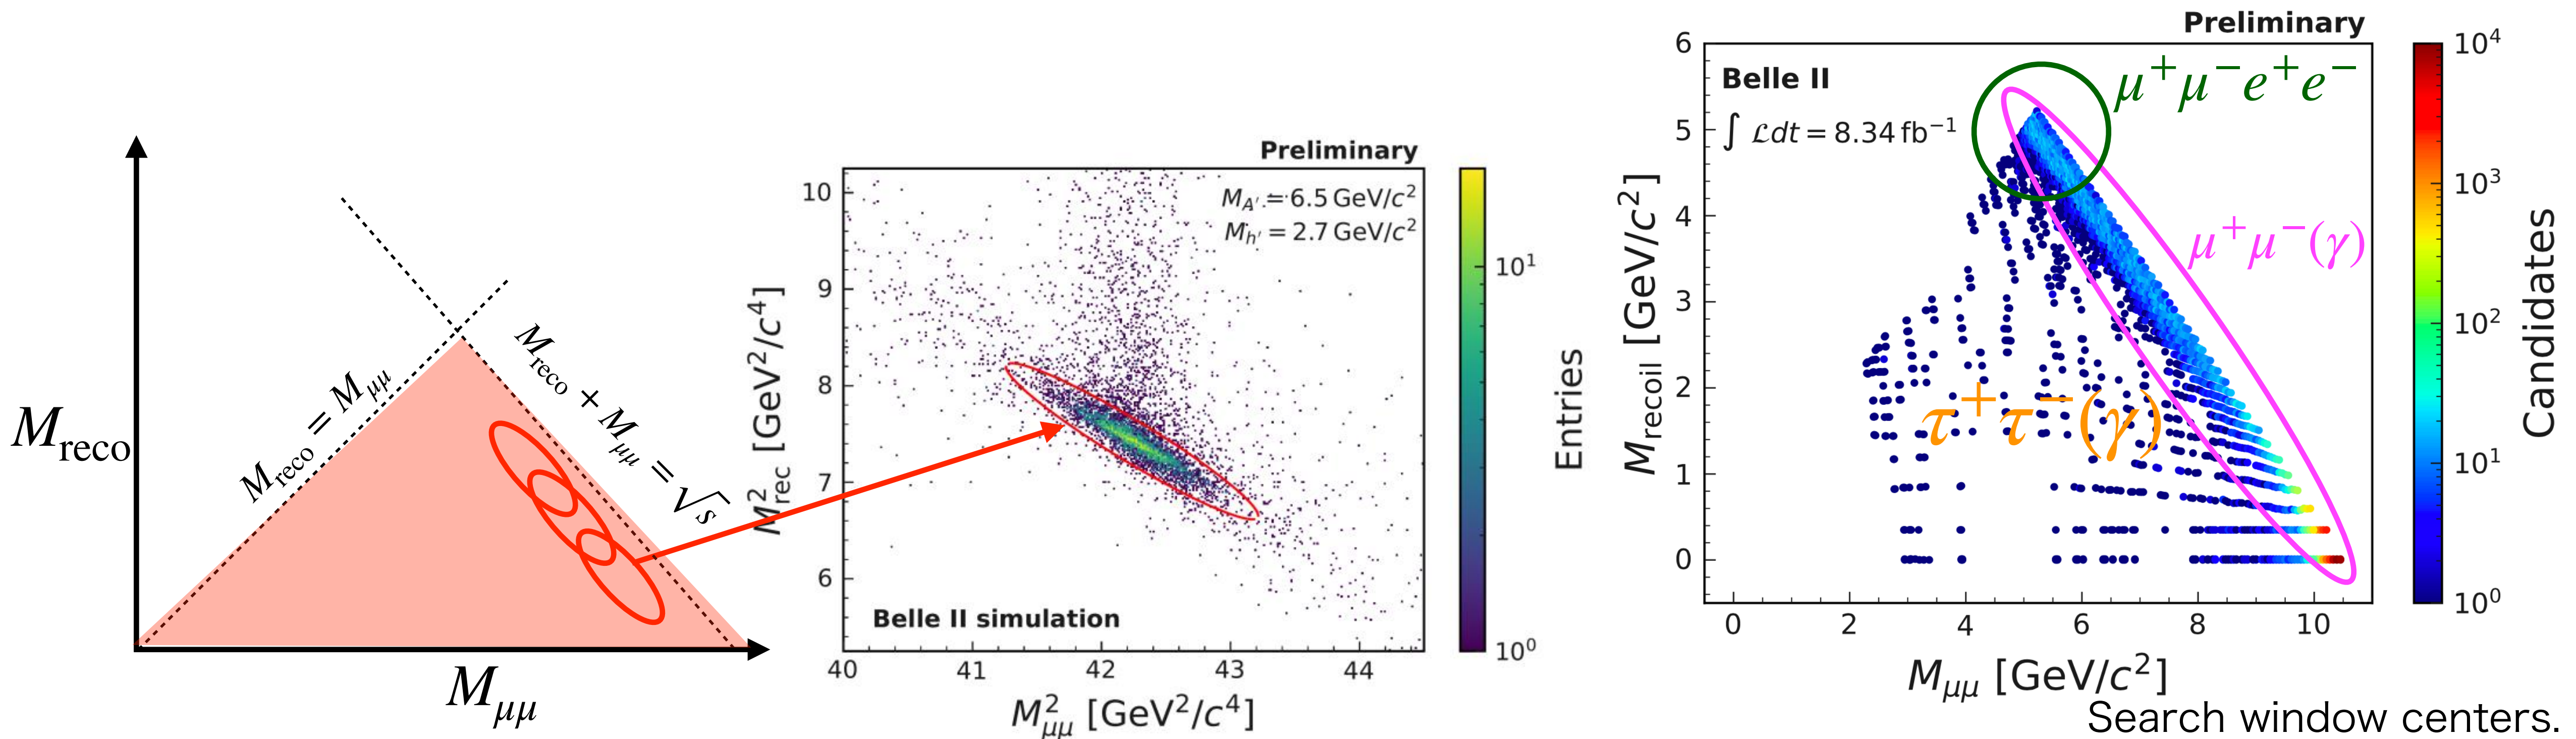 M_reco
M_reco = M_μμ
M_reco + M_μμ = √s
M_μμ
Preliminary
M_A' = 6.5 GeV/c²
M_h' = 2.7 GeV/c²
Belle II simulation
M²_rec [GeV²/c⁴]
10
9
8
7
6
40 41 42 43 44
M²_μμ [GeV²/c⁴]
10¹
10⁰
Entries
Preliminary
Belle II
∫ ℒdt = 8.34 fb⁻¹
μ⁺μ⁻e⁺e⁻
μ⁺μ⁻(γ)
τ⁺τ⁻(γ)
M_recoil [GeV/c²]
6
5
4
3
2
1
0
0 2 4 6 8 10
M_μμ [GeV/c²]
10⁴
10³
10²
10¹
10⁰
Candidates
Search window centers.